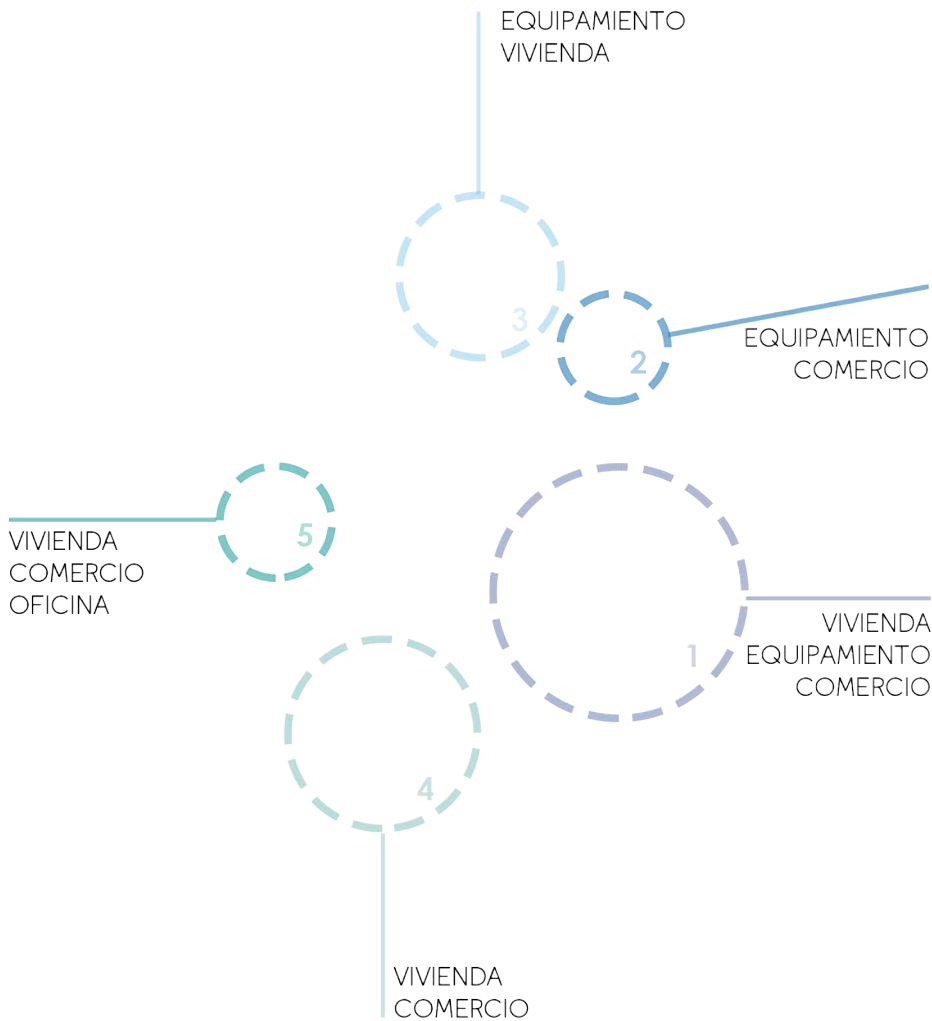 EQUIPAMIENTO
VIVIENDA
3
2
EQUIPAMIENTO
COMERCIO
5
VIVIENDA
COMERCIO
OFICINA
1
VIVIENDA
EQUIPAMIENTO
COMERCIO
4
VIVIENDA
COMERCIO